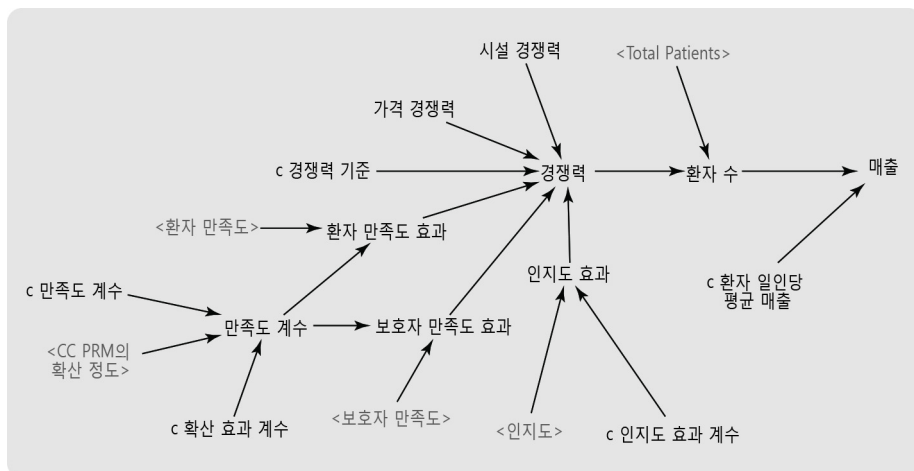 시설 경쟁력
<Total Patients>
가격 경쟁력
c 경쟁력 기준
경쟁력
환자 수
매출
<환자 만족도>
환자 만족도 효과
인지도 효과
c 환자 일인당
평균 매출
c 만족도 계수
만족도 계수
보호자 만족도 효과
<CC PRM의
확산 정도>
<보호자 만족도>
c 확산 효과 계수
<인지도>
c 인지도 효과 계수